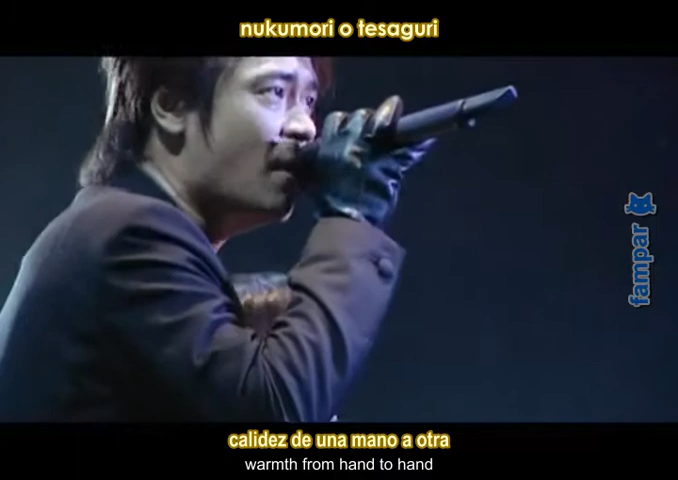 nukumori o tesaguri
fampar
calidez de una mano a otra
warmth from hand to hand